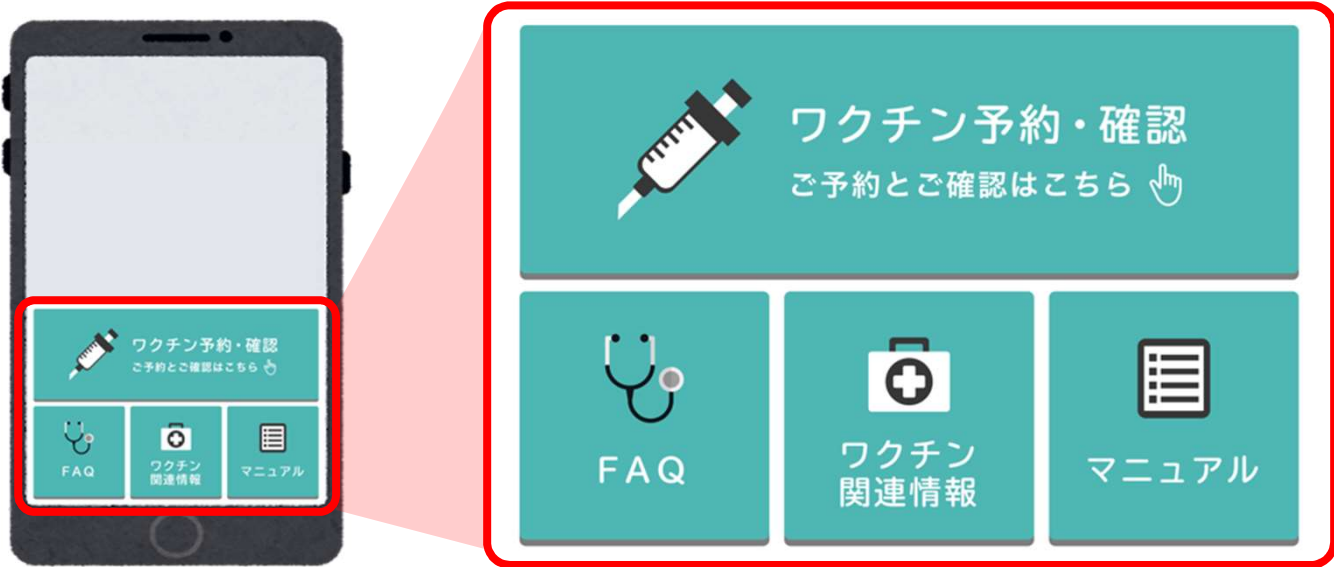 ワクチン予約・確認
ご予約とご確認はこちら
FAQ
ワクチン
関連情報
マニュアル
ワクチン予約・確認
ご予約とご確認はこちら
FAQ
ワクチン
関連情報
マニュアル